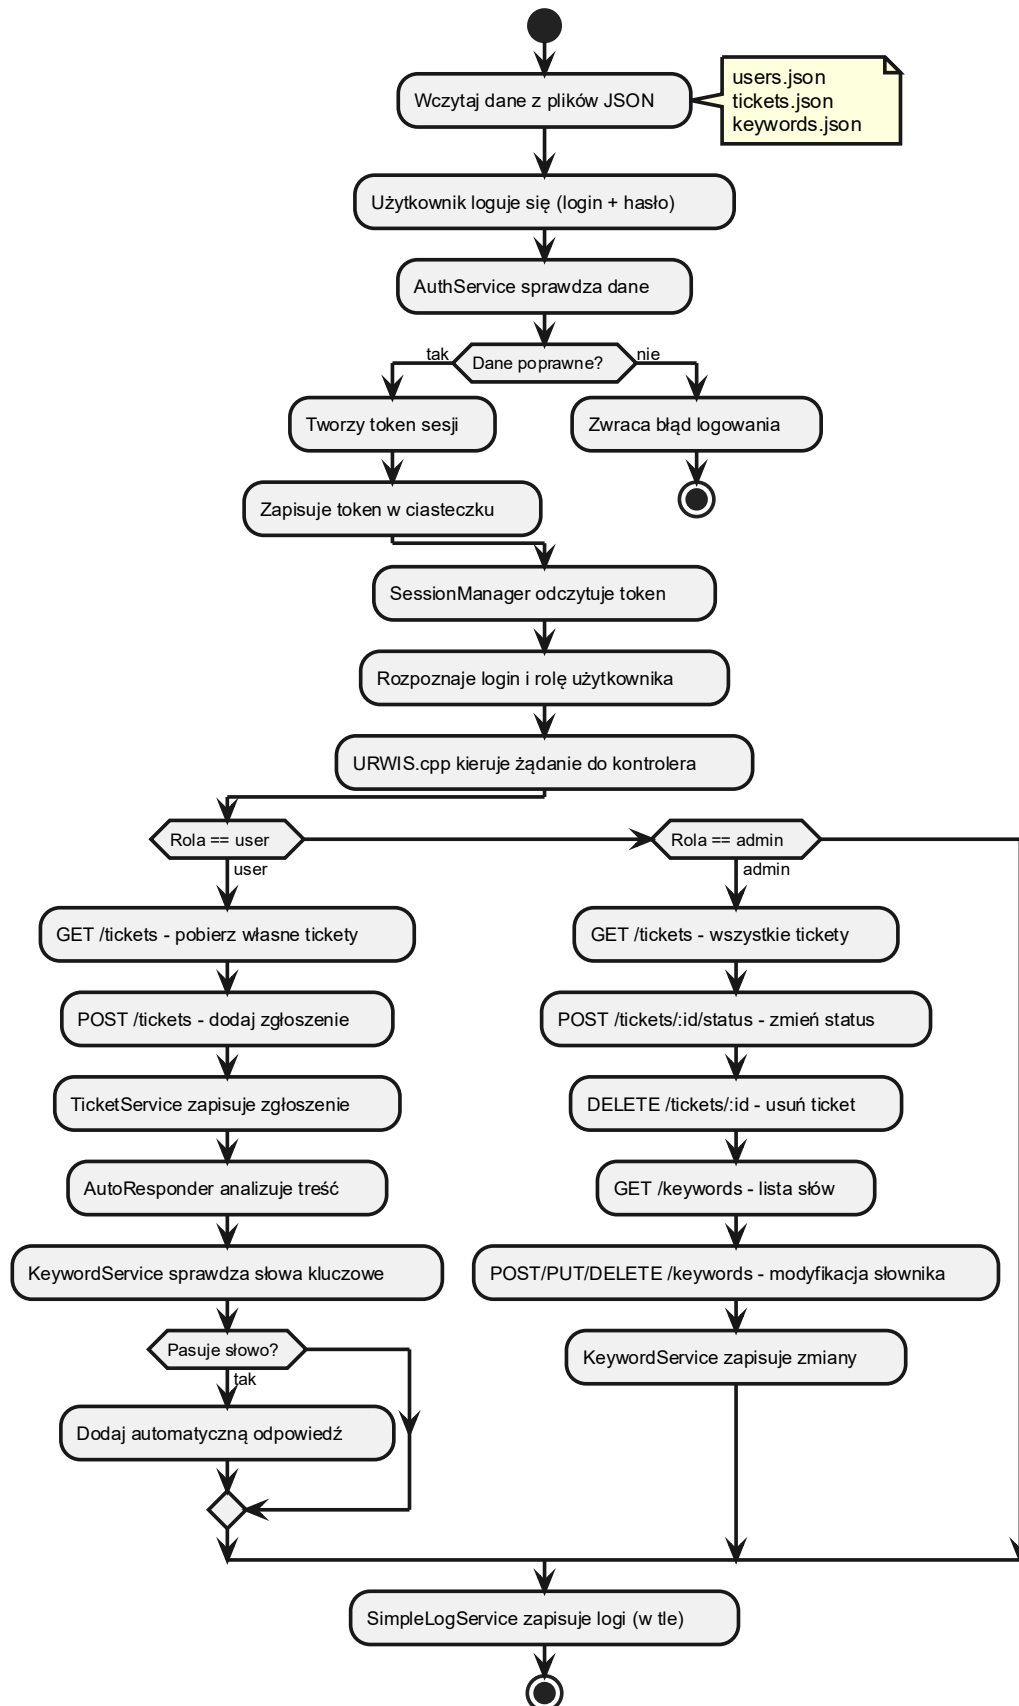 Wczytaj dane z plików JSON
users.json
tickets.json
keywords.json
Użytkownik loguje się (login + hasło)
AuthService sprawdza dane
tak
Dane poprawne?
nie
Tworzy token sesji
Zwraca błąd logowania
Zapisuje token w ciasteczku
SessionManager odczytuje token
Rozpoznaje login i rolę użytkownika
URWIS.cpp kieruje żądanie do kontrolera
Rola == user
user
GET /tickets - pobierz własne tickety
POST /tickets - dodaj zgłoszenie
TicketService zapisuje zgłoszenie
AutoResponder analizuje treść
KeywordService sprawdza słowa kluczowe
Pasuje słowo?
tak
Dodaj automatyczną odpowiedź
Rola == admin
admin
GET /tickets - wszystkie tickety
POST /tickets/:id/status - zmień status
DELETE /tickets/:id - usuń ticket
GET /keywords - lista słów
POST/PUT/DELETE /keywords - modyfikacja słownika
KeywordService zapisuje zmiany
SimpleLogService zapisuje logi (w tle)